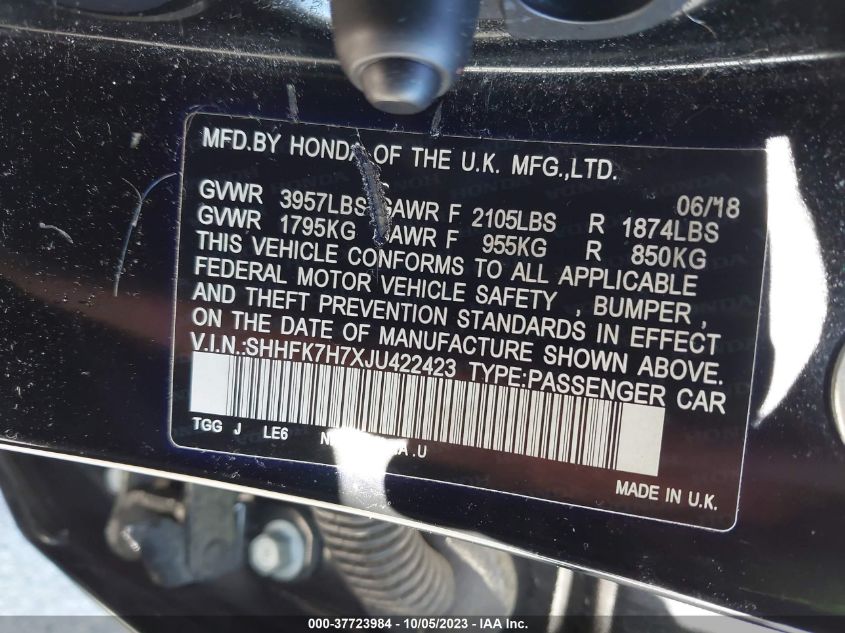 MFD.BY HONDA OF THE U.K. MFG.,LTD.
06/18
GVWR 3957LBS GAWR F 2105LBS R 1874LBS
GVWR 1795KG GAWR F 955KG R 850KG
THIS VEHICLE CONFORMS TO ALL APPLICABLE
FEDERAL MOTOR VEHICLE SAFETY , BUMPER ,
AND THEFT PREVENTION STANDARDS IN EFFECT
ON THE DATE OF MANUFACTURE SHOWN ABOVE.
V.I.N.:SHHFK7H7XJU422423 TYPE:PASSENGER CAR
TGG J LE6
MADE IN U.K.
000-37723984 - 10/05/2023 - IAAI.COM